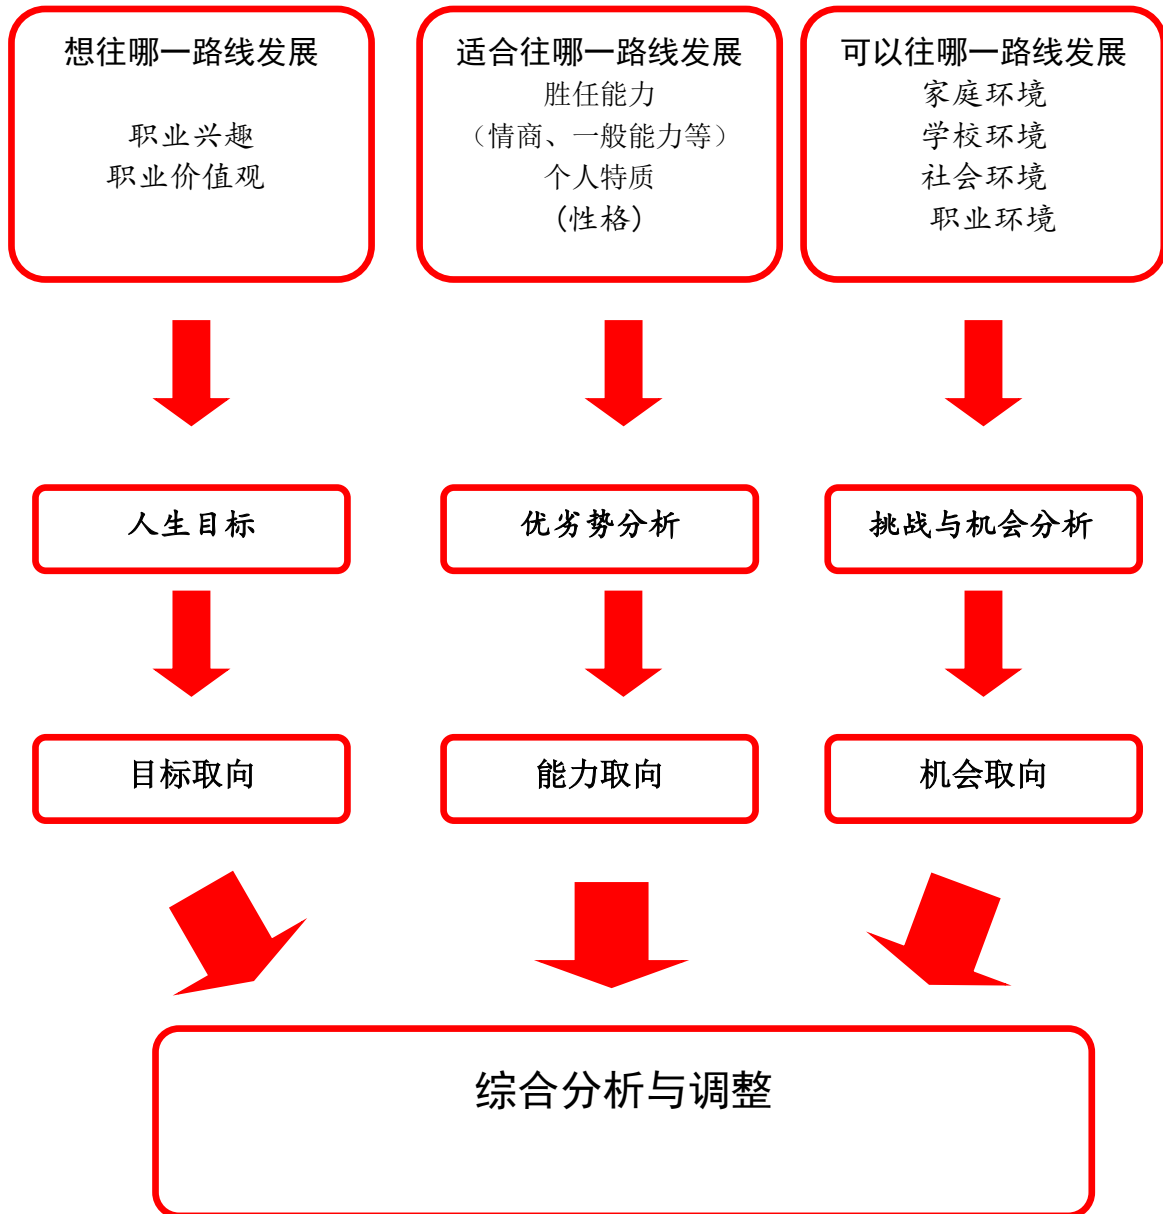 想往哪一路线发展
职业兴趣
职业价值观
适合往哪一路线发展
胜任能力
（情商、一般能力等）
个人特质
(性格)
可以往哪一路线发展
家庭环境
学校环境
社会环境
职业环境
人生目标
优劣势分析
挑战与机会分析
目标取向
能力取向
机会取向
综合分析与调整